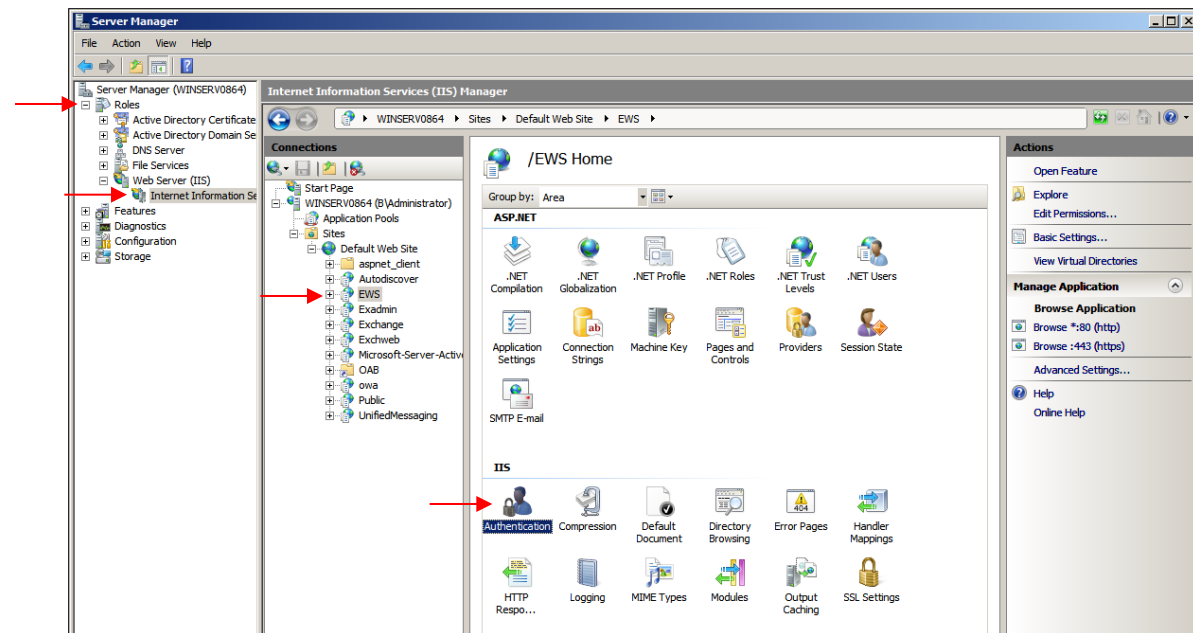 Server Manager
File Action View Help
Server Manager (WINSERV0864)
Roles
Active Directory Certificate
Active Directory Domain Se
DNS Server
File Services
Web Server (IIS)
Internet Information Se
Features
Diagnostics
Configuration
Storage
Internet Information Services (IIS) Manager
WINSERV0864 Sites Default Web Site EWS
Connections
Start Page
WINSERV0864 (B\Administrator)
Application Pools
Sites
Default Web Site
aspnet_client
Autodiscover
EWS
Exadmin
Exchange
Exchweb
Microsoft-Server-Active
OAB
owa
Public
UnifiedMessaging
/EWS Home
Group by: Area
ASP.NET
.NET Compilation
.NET Globalization
.NET Profile
.NET Roles
.NET Trust Levels
.NET Users
Application Settings
Connection Strings
ab
Machine Key
Pages and Controls
Providers
Session State
SMTP E-mail
IIS
Authentication
Compression
Default Document
Directory Browsing
404
Error Pages
Handler Mappings
HTTP Respo...
Logging
MIME Types
Modules
Output Caching
SSL Settings
Actions
Open Feature
Explore
Edit Permissions...
Basic Settings...
View Virtual Directories
Manage Application
Browse Application
Browse *:80 (http)
Browse :443 (https)
Advanced Settings...
Help
Online Help